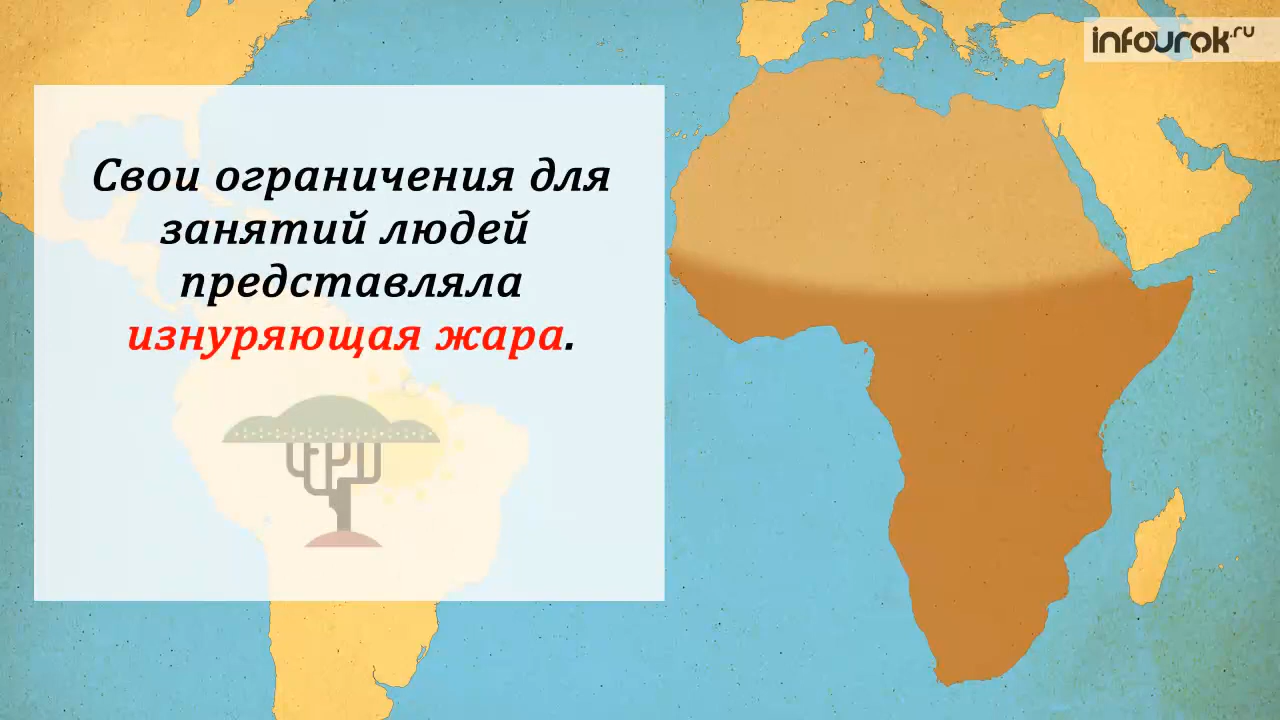 infourok.ru
Свои ограничения для
занятий людей
представляла
изнуряющая жара.